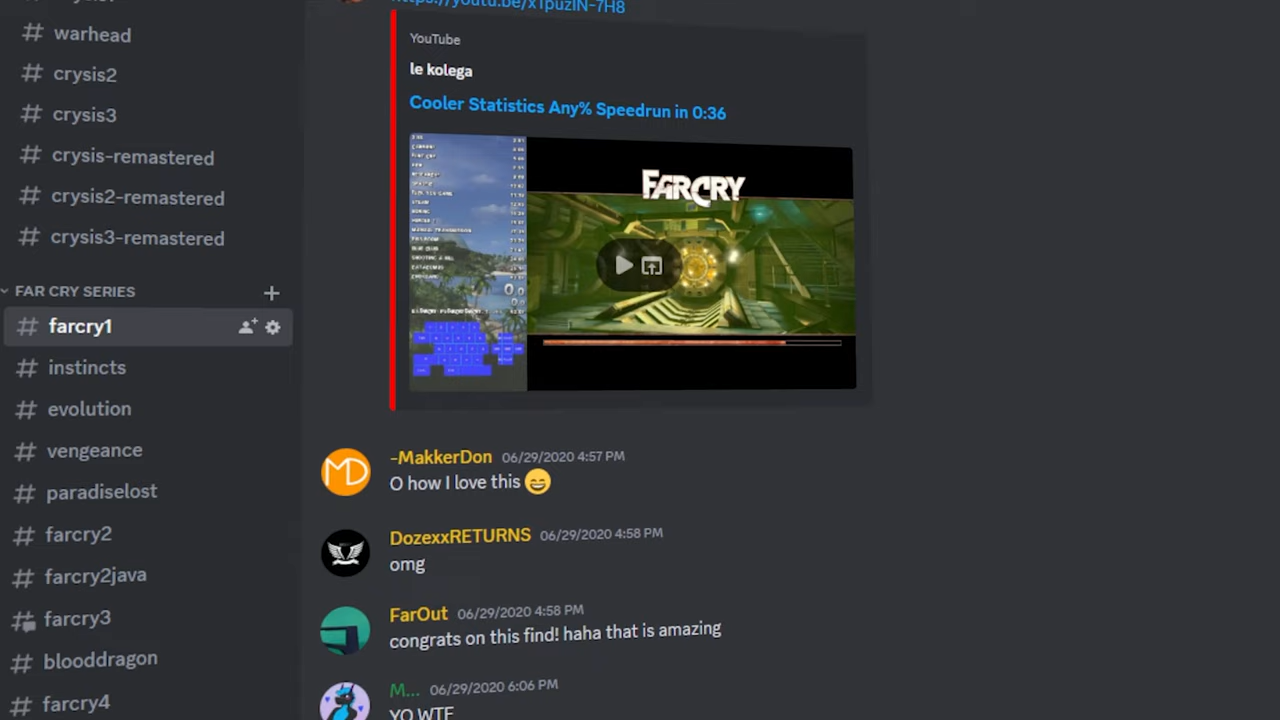 warhead
crysis2
crysis3
crysis-remastered
crysis2-remastered
crysis3-remastered
FAR CRY SERIES
farcry1
instincts
evolution
vengeance
paradiselost
farcry2
farcry2java
farcry3
blooddragon
farcry4
YouTube
le kolega
Cooler Statistics Any% Speedrun in 0:36
FARCRY
-MakkerDon 06/29/2020 4:57 PM
O how I love this 😄
MD
DozexxRETURNS 06/29/2020 4:58 PM
omg
FarOut 06/29/2020 4:58 PM
congrats on this find! haha that is amazing
M... 06/29/2020 6:06 PM
YO WTF